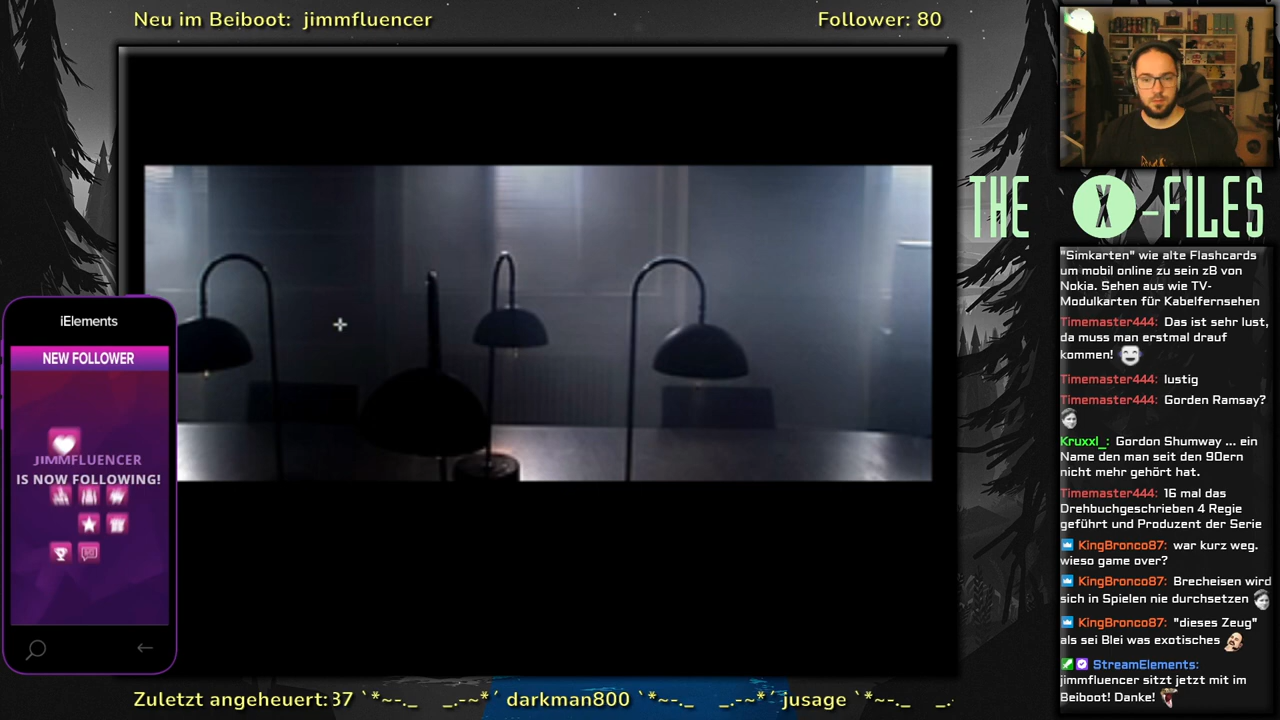 Neu im Beiboot: jimmfluencer
Follower: 80
THE X-FILES
iElements
NEW FOLLOWER
JIMMFLUENCER
IS NOW FOLLOWING!
"Simkarten" wie alte Flashcards
um mobil online zu sein zB von
Nokia. Sehen aus wie TV-
Modulkarten für Kabelfernsehen
Timemaster444: Das ist sehr lust,
da muss man erstmal drauf
kommen!
Timemaster444: lustig
Timemaster444: Gorden Ramsay?
Kruxxl_: Gordon Shumway ... ein
Name den man seit den 90ern
nicht mehr gehört hat.
Timemaster444: 16 mal das
Drehbuchgeschrieben 4 Regie
geführt und Produzent der Serie
KingBronco87: war kurz weg.
wieso game over?
KingBronco87: Brecheisen wird
sich in Spielen nie durchsetzen
KingBronco87: "dieses Zeug"
als sei Blei was exotisches
StreamElements:
jimmfluencer sitzt jetzt mit im
Beiboot! Danke!
Zuletzt angeheuert: 37 `*~-._ _.-~*´ darkman800 `*~-._ _.-~*´ jusage `*~-._ _.-